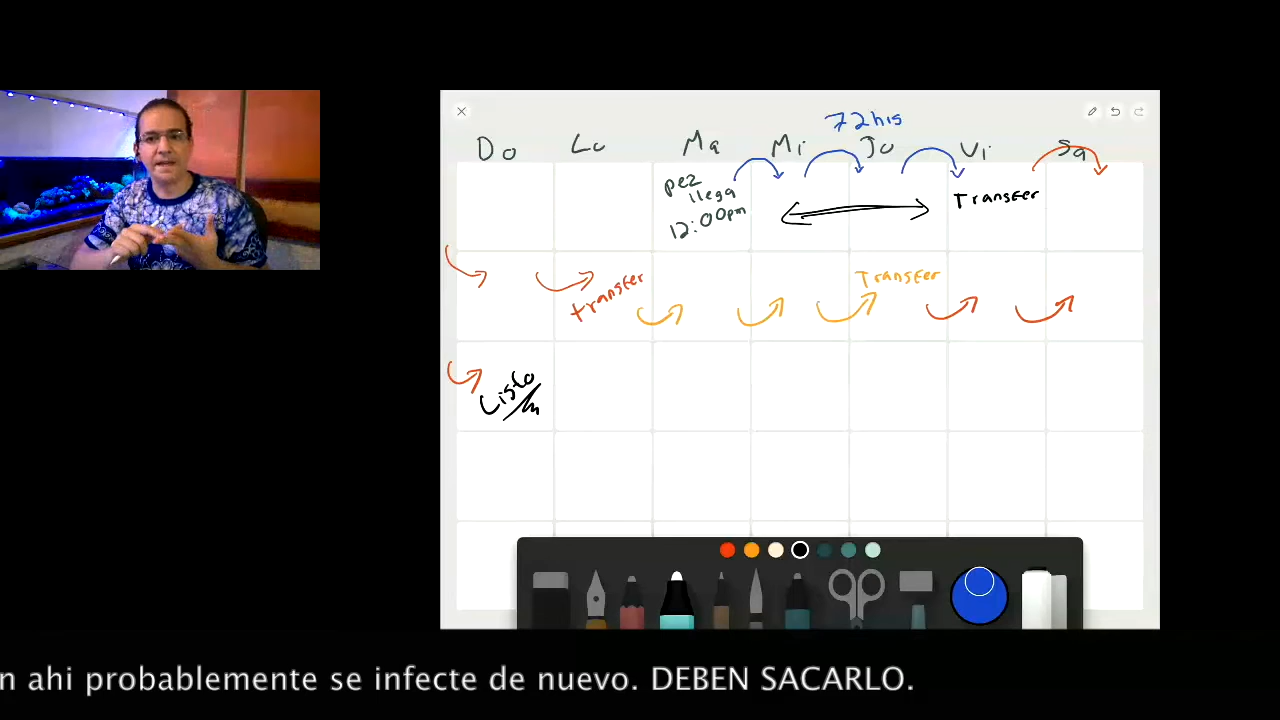 72hrs
Do Lu Ma Mi Ju Vi Sa
pez
llega
12:00pm
Transfer
transfer
Transfer
Listo
n ahi probablemente se infecte de nuevo. DEBEN SACARLO.